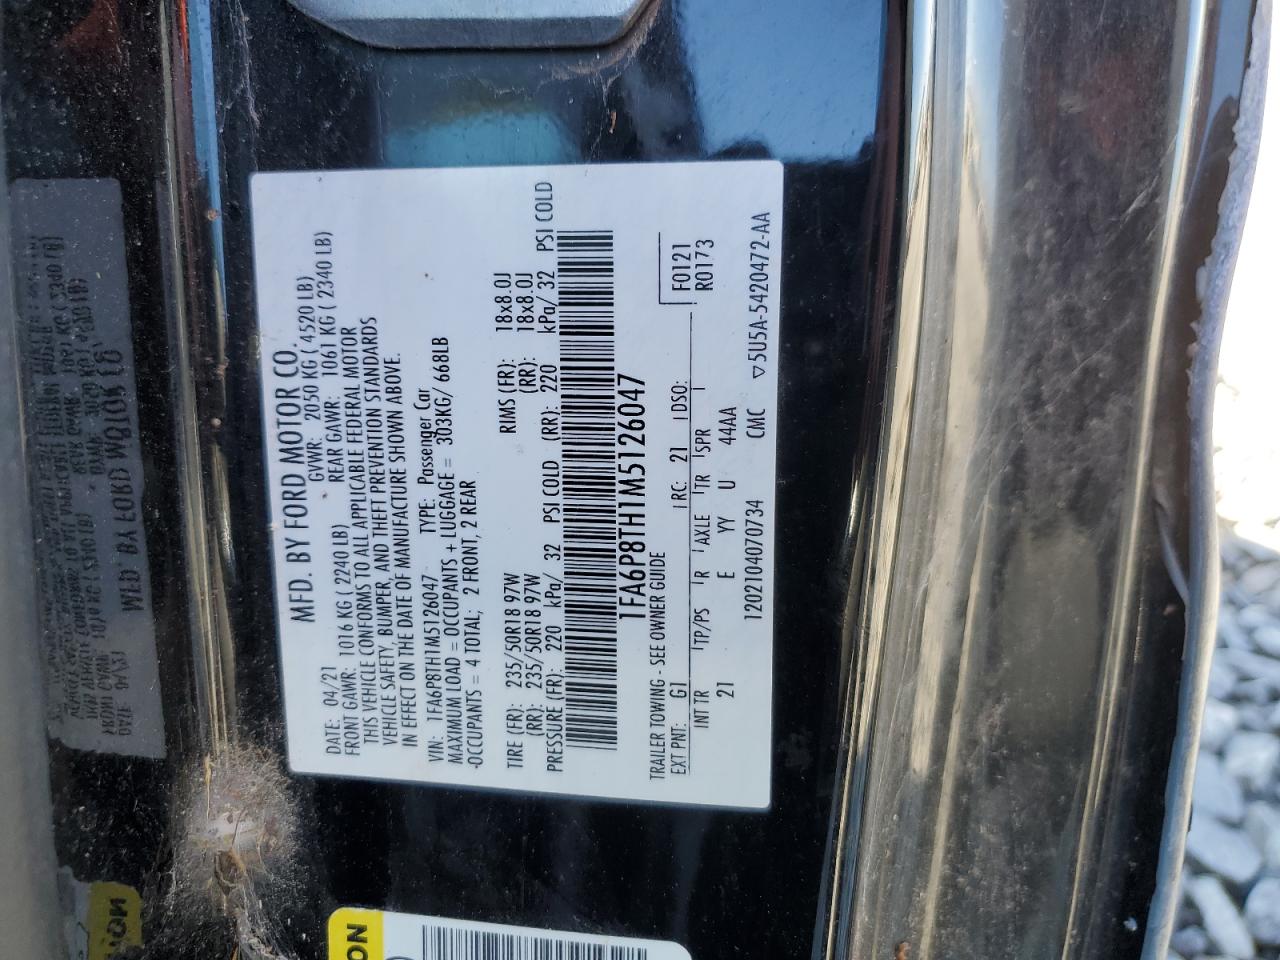 MFD. BY FORD MOTOR CO.
DATE: 04/21 GVWR: 2050 KG ( 4520 LB)
FRONT GAWR: 1016 KG ( 2240 LB) REAR GAWR: 1061 KG ( 2340 LB)
THIS VEHICLE CONFORMS TO ALL APPLICABLE FEDERAL MOTOR
VEHICLE SAFETY, BUMPER, AND THEFT PREVENTION STANDARDS
IN EFFECT ON THE DATE OF MANUFACTURE SHOWN ABOVE.
VIN: 1FA6P8TH1M5126047 TYPE: Passenger Car
MAXIMUM LOAD = OCCUPANTS + LUGGAGE = 303KG/ 668LB
-OCCUPANTS = 4 TOTAL; 2 FRONT, 2 REAR
TIRE (FR): 235/50R18 97W RIMS (FR): 18x8.0J
(RR): 235/50R18 97W (RR): 18x8.0J
PRESSURE (FR): 220 kPa/ 32 PSI COLD (RR): 220 kPa/ 32 PSI COLD
1FA6P8TH1M5126047
TRAILER TOWING - SEE OWNER GUIDE F0121
EXT PNT: G1 RC: 21 DSO: R0173
INT TR TP/PS R AXLE TR SPR
21 E YY U 44AA
12021040​70734 CMC ▽5U5A-5420472-AA